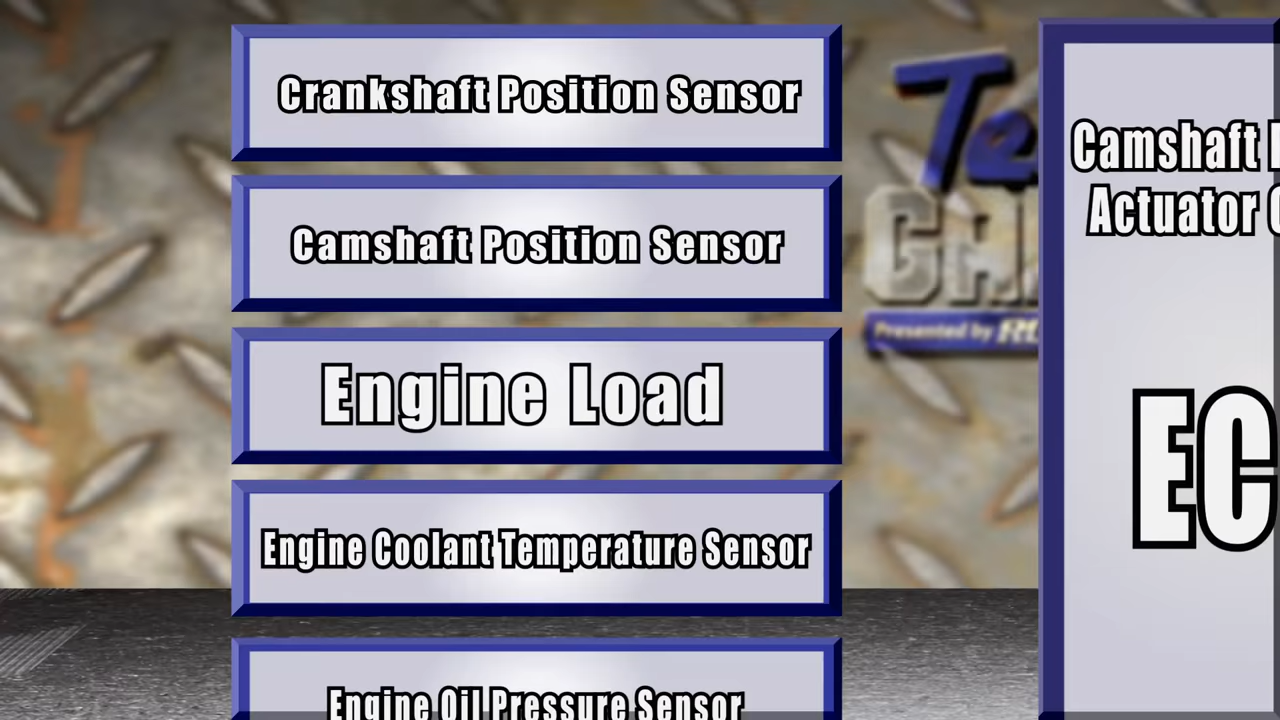 Crankshaft Position Sensor
Camshaft Position Sensor
Engine Load
Engine Coolant Temperature Sensor
Engine Oil Pressure Sensor
Presented by
Camshaft
Actuator